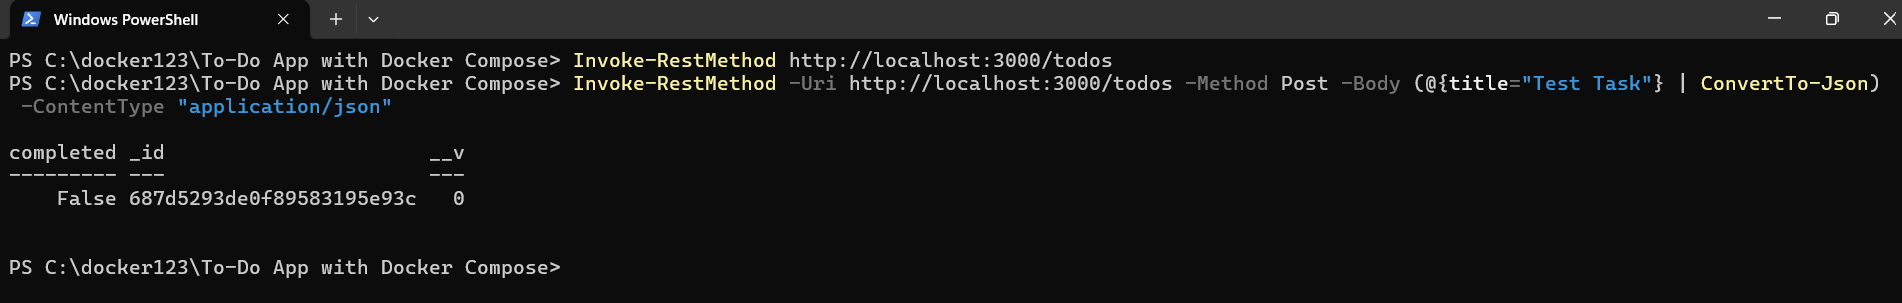 Windows PowerShell
PS C:\docker123\To-Do App with Docker Compose> Invoke-RestMethod http://localhost:3000/todos
PS C:\docker123\To-Do App with Docker Compose> Invoke-RestMethod -Uri http://localhost:3000/todos -Method Post -Body (@{title="Test Task"} | ConvertTo-Json)
 -ContentType "application/json"
completed _id                      __v
--------- ---                      ---
    False 687d5293de0f89583195e93c   0
PS C:\docker123\To-Do App with Docker Compose>